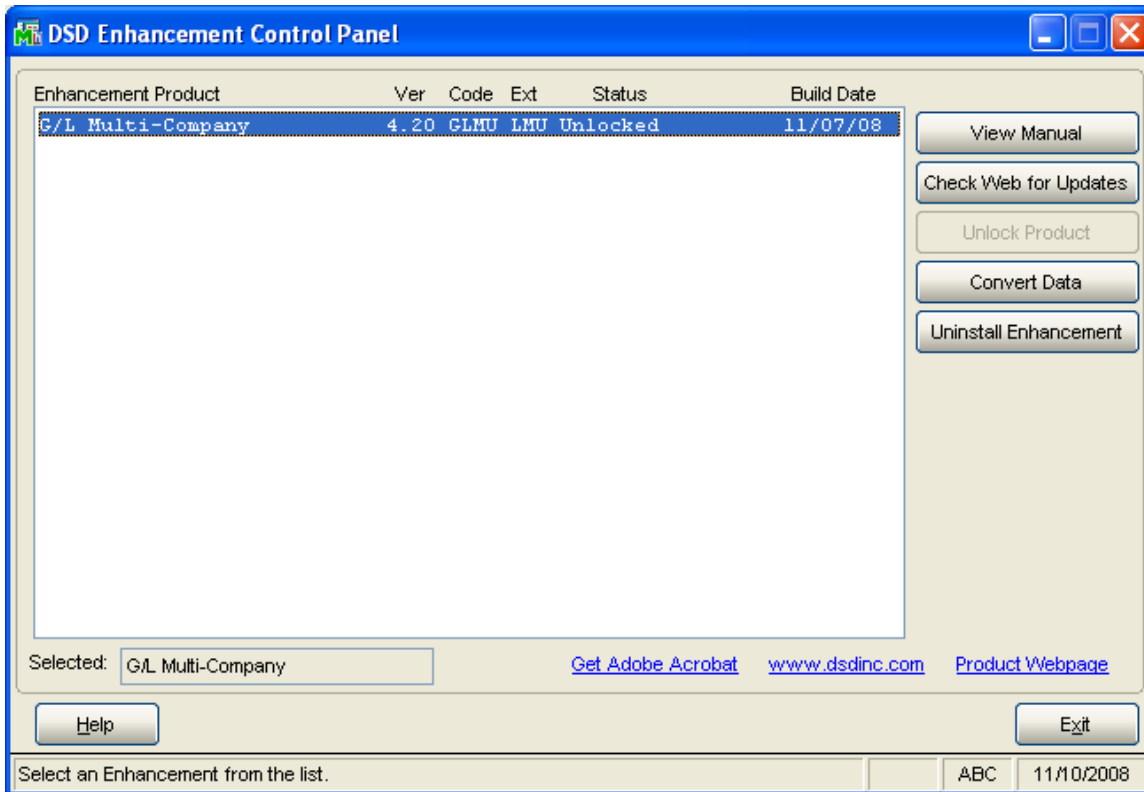 DSD Enhancement Control Panel
Enhancement Product Ver Code Ext Status Build Date
G/L Multi-Company 4.20 GLMU LMU Unlocked 11/07/08
View Manual
Check Web for Updates
Unlock Product
Convert Data
Uninstall Enhancement
Selected: G/L Multi-Company Get Adobe Acrobat www.dsdinc.com Product Webpage
Help Exit
Select an Enhancement from the list. ABC 11/10/2008